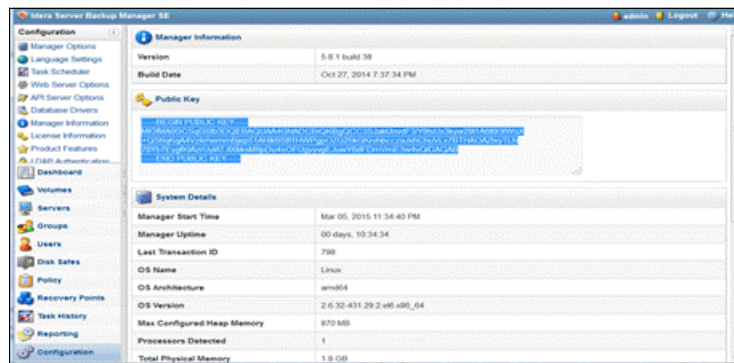 Idera Server Backup Manager SE
admin Logout He
Configuration
Manager Options
Language Settings
Task Scheduler
Web Server Options
API Server Options
Database Drivers
Manager Information
License Information
Product Features
LDAP Authentication
Dashboard
Volumes
Servers
Groups
Users
Disk Safes
Policy
Recovery Points
Task History
Reporting
Configuration
Manager Information
Version 5.8.1 build 38
Build Date Oct 27, 2014 7:37:34 PM
Public Key
-----BEGIN PUBLIC KEY-----
-----END PUBLIC KEY-----
System Details
Manager Start Time Mar 05, 2015 11:34:40 PM
Manager Uptime 00 days, 10:34:34
Last Transaction ID 798
OS Name Linux
OS Architecture amd64
OS Version 2.6.32-431.29.2.el6.x86_64
Max Configured Heap Memory 870 MB
Processors Detected 1
Total Physical Memory 1.8 GB